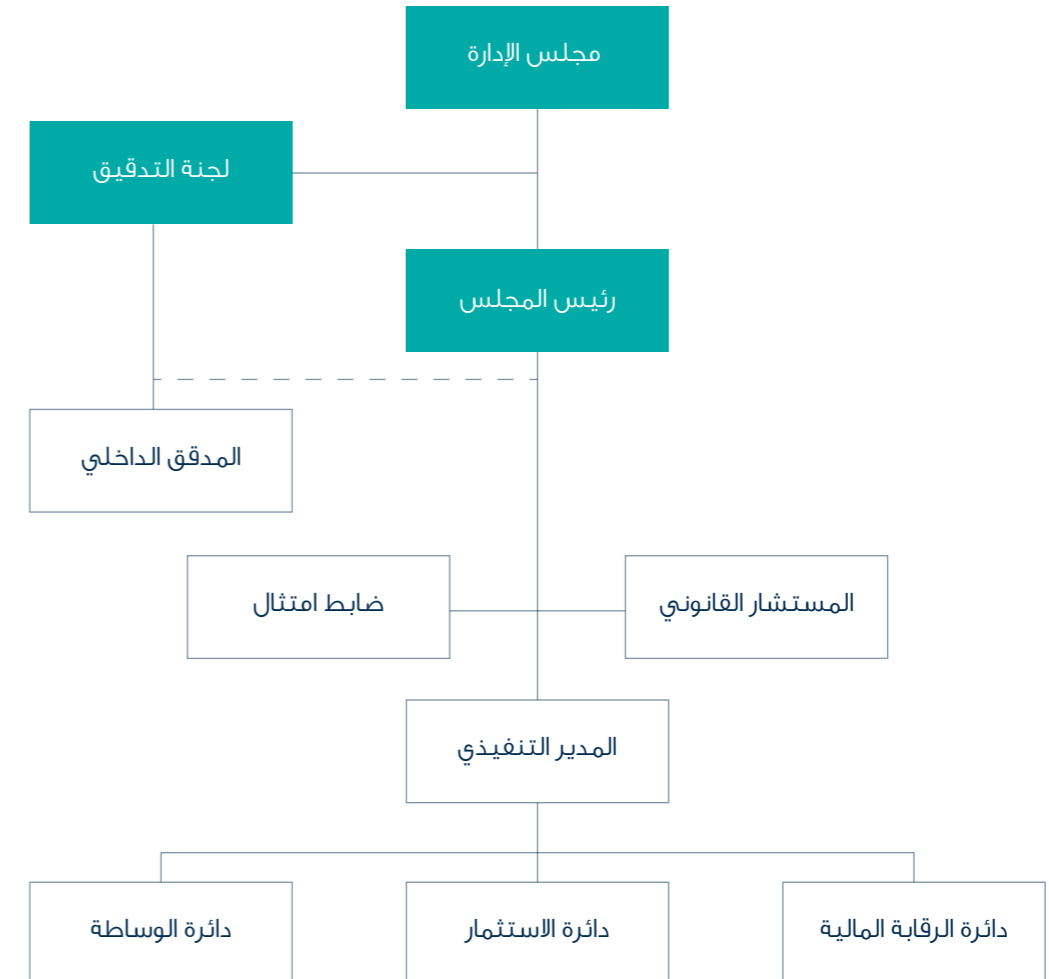 مجلس الإدارة
لجنة التدقيق
رئيس المجلس
المدقق الداخلي
المستشار القانوني
ضابط امتثال
المدير التنفيذي
دائرة الرقابة المالية
دائرة الاستثمار
دائرة الوساطة